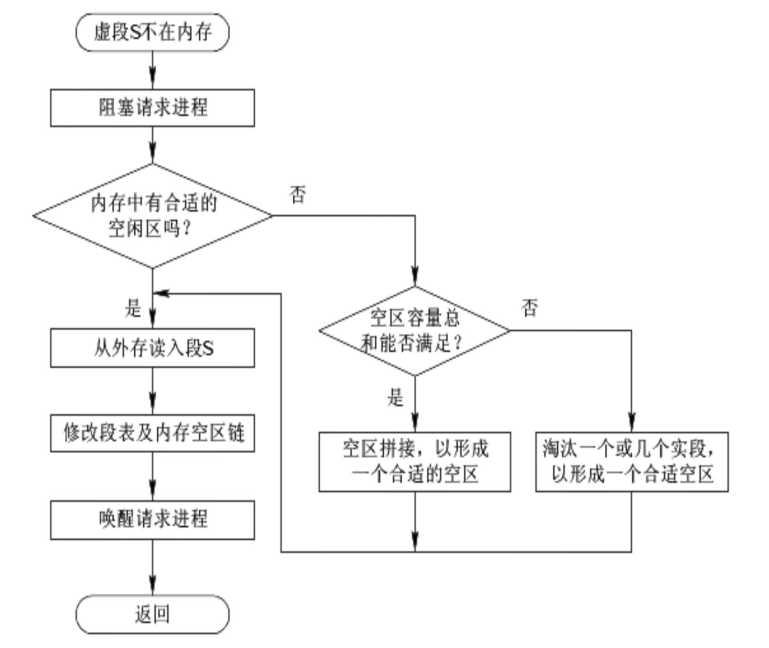 虚段S不在内存
阻塞请求进程
内存中有合适的
空闲区吗？
否
是
空区容量总
和能否满足？
否
从外存读入段S
是
修改段表及内存空区链
空区拼接，以形成
一个合适的空区
淘汰一个或几个实段，
以形成一个合适空区
唤醒请求进程
返回